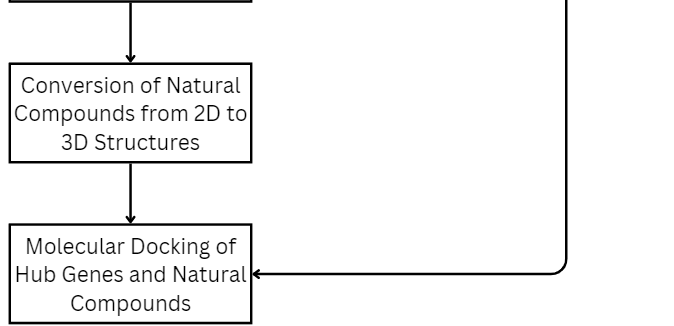 Conversion of Natural
Compounds from 2D to
3D Structures
Molecular Docking of
Hub Genes and Natural
Compounds